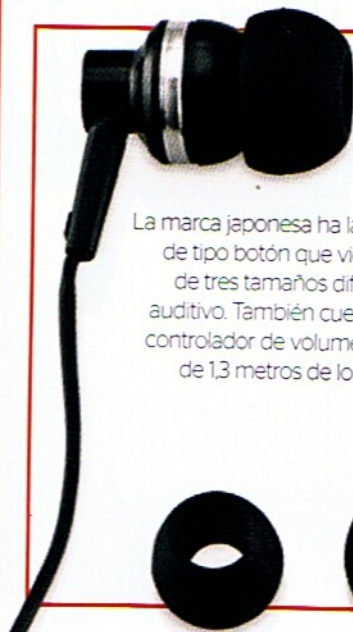 La marca japonesa ha la
de tipo botón que vie
de tres tamaños dif
auditivo. También cue
controlador de volume
de 1,3 metros de lo